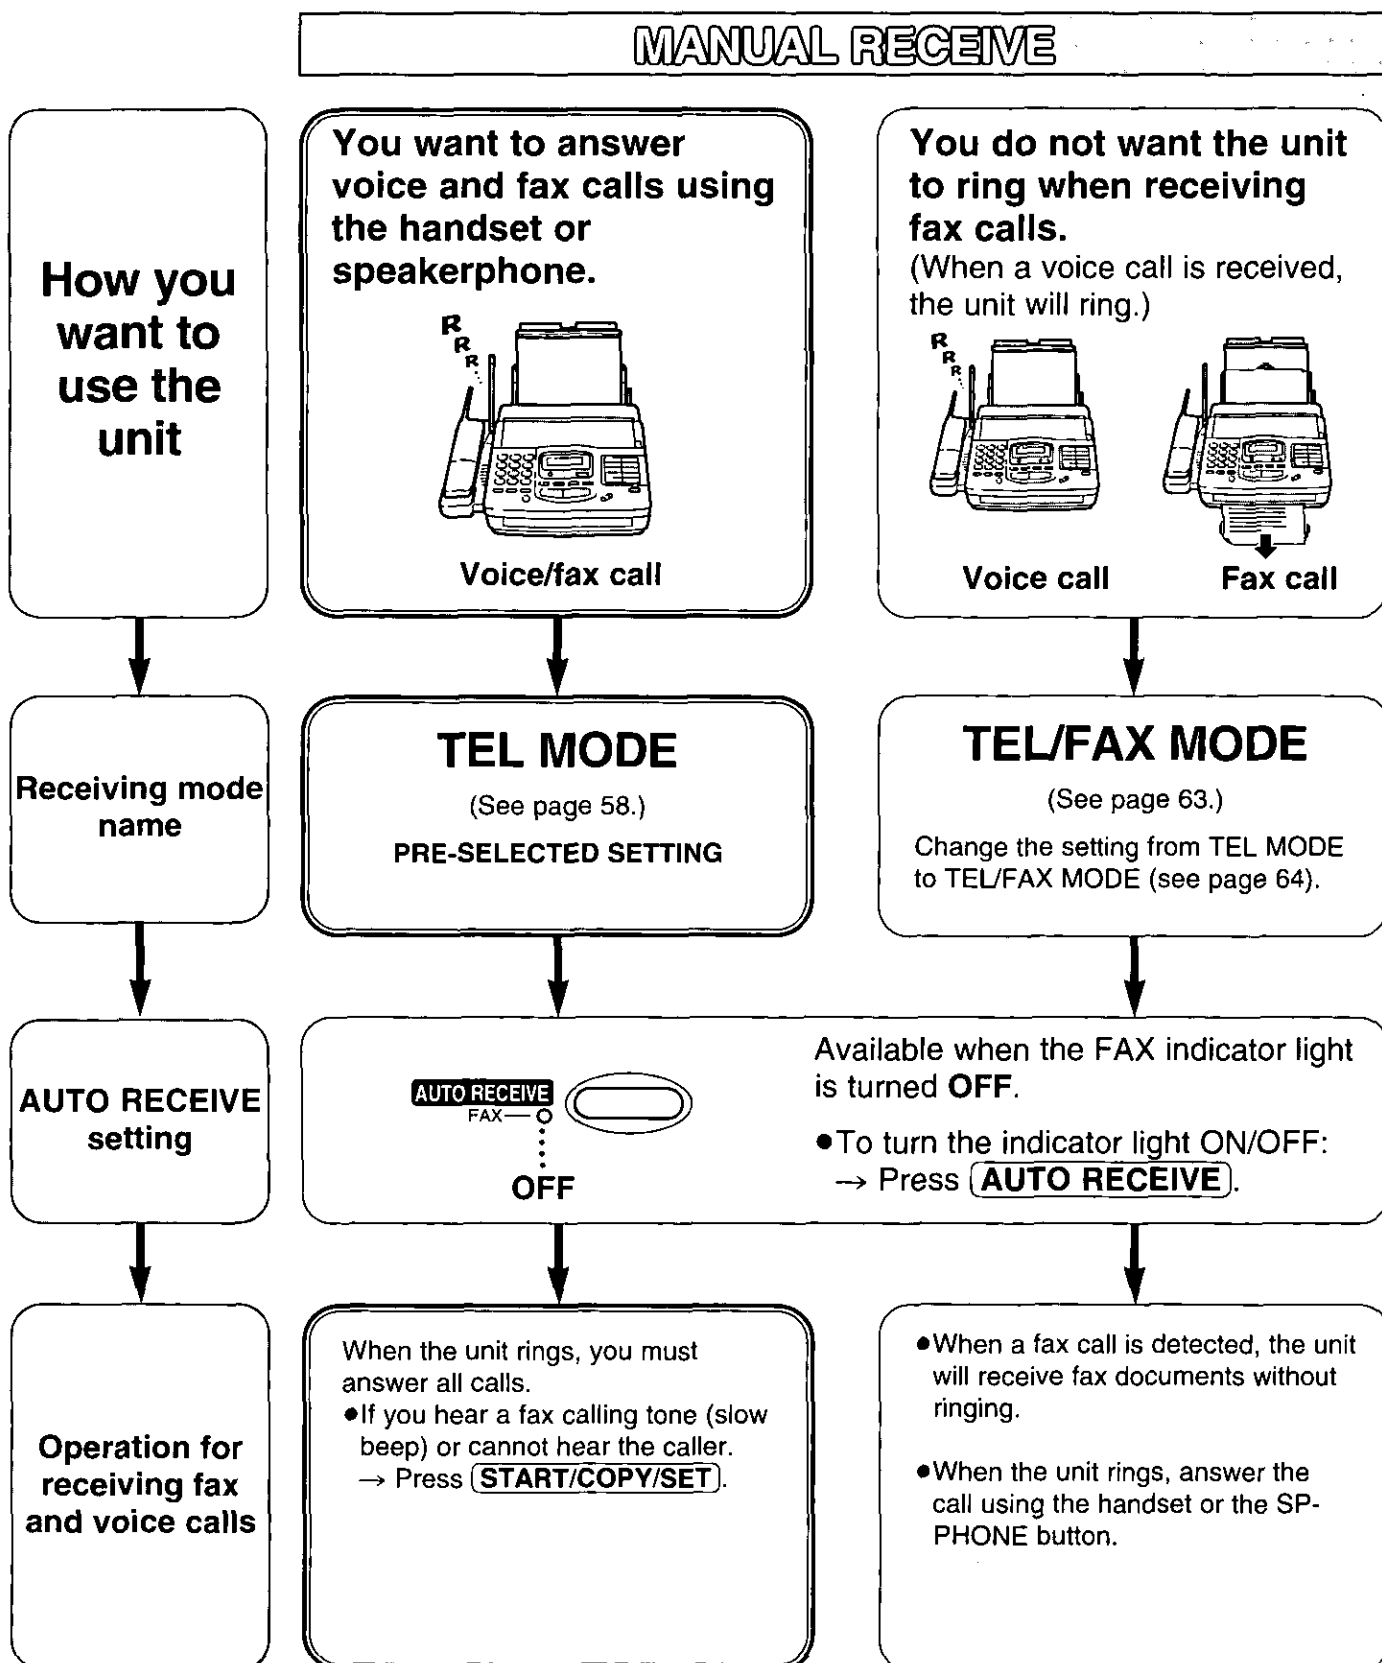 MANUAL RECEIVE
How you
want to
use the
unit
You want to answer
voice and fax calls using
the handset or
speakerphone.
R
R
R
Voice/fax call
You do not want the unit
to ring when receiving
fax calls.
(When a voice call is received,
the unit will ring.)
R
R
R
Voice call
Fax call
Receiving mode
name
TEL MODE
(See page 58.)
PRE-SELECTED SETTING
TEL/FAX MODE
(See page 63.)
Change the setting from TEL MODE
to TEL/FAX MODE (see page 64).
AUTO RECEIVE
setting
AUTO RECEIVE
FAX
OFF
Available when the FAX indicator light
is turned OFF.
●To turn the indicator light ON/OFF:
→ Press AUTO RECEIVE.
Operation for
receiving fax
and voice calls
When the unit rings, you must
answer all calls.
●If you hear a fax calling tone (slow
beep) or cannot hear the caller.
→ Press START/COPY/SET.
●When a fax call is detected, the unit
will receive fax documents without
ringing.
●When the unit rings, answer the
call using the handset or the SP-
PHONE button.